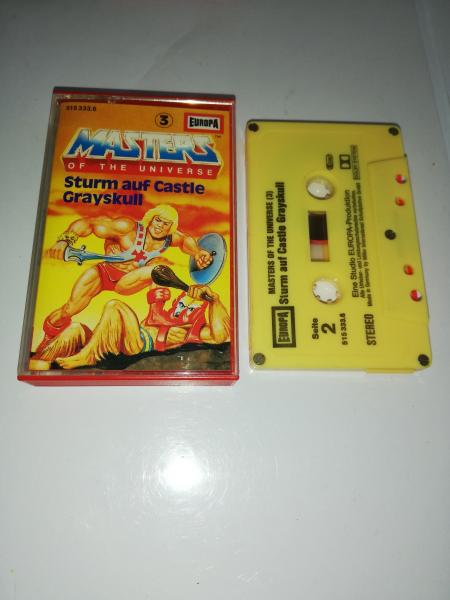 515 333.6
3
EUROPA
MASTERS
OF THE UNIVERSE
™
Sturm auf Castle
Grayskull
MASTERS OF THE UNIVERSE (3)
Sturm auf Castle Grayskull
EUROPA
Seite
2
515 333.6
Eine Studio EUROPA-Produktion
STEREO